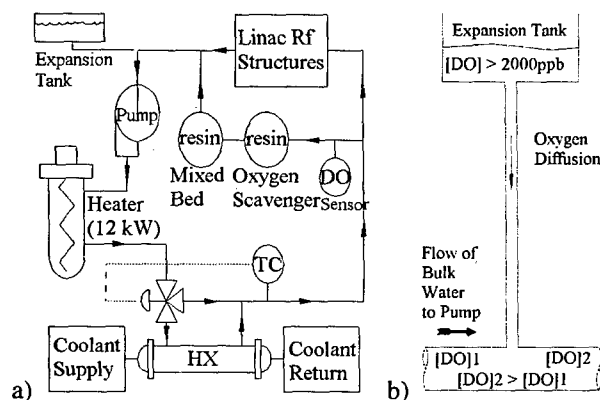 Expansion
Tank
Pump
Heater
(12 kW)
Linac Rf
Structures
resin
resin
Mixed
Bed
Oxygen
Scavenger
DO
Sensor
TC
Coolant
Supply
HX
Coolant
Return
a)
Expansion Tank
[DO] > 2000ppb
Oxygen
Diffusion
Flow of
Bulk
Water
to Pump
[DO]1
[DO]2
[DO]2 > [DO]1
b)